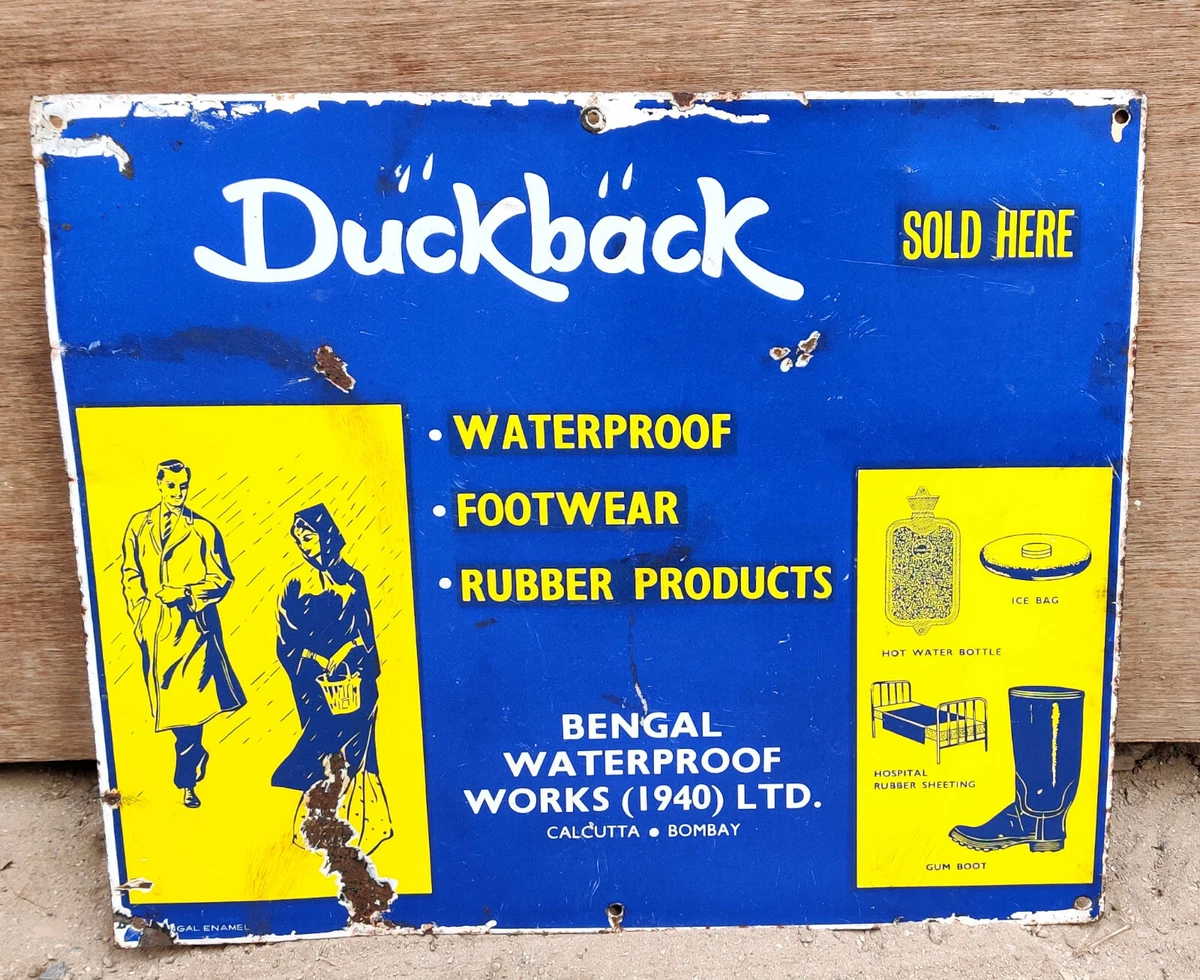 Duckback
SOLD HERE
• WATERPROOF
• FOOTWEAR
• RUBBER PRODUCTS
BENGAL
WATERPROOF
WORKS (1940) LTD.
CALCUTTA • BOMBAY
ICE BAG
HOT WATER BOTTLE
HOSPITAL
RUBBER SHEETING
GUM BOOT
ENAMEL